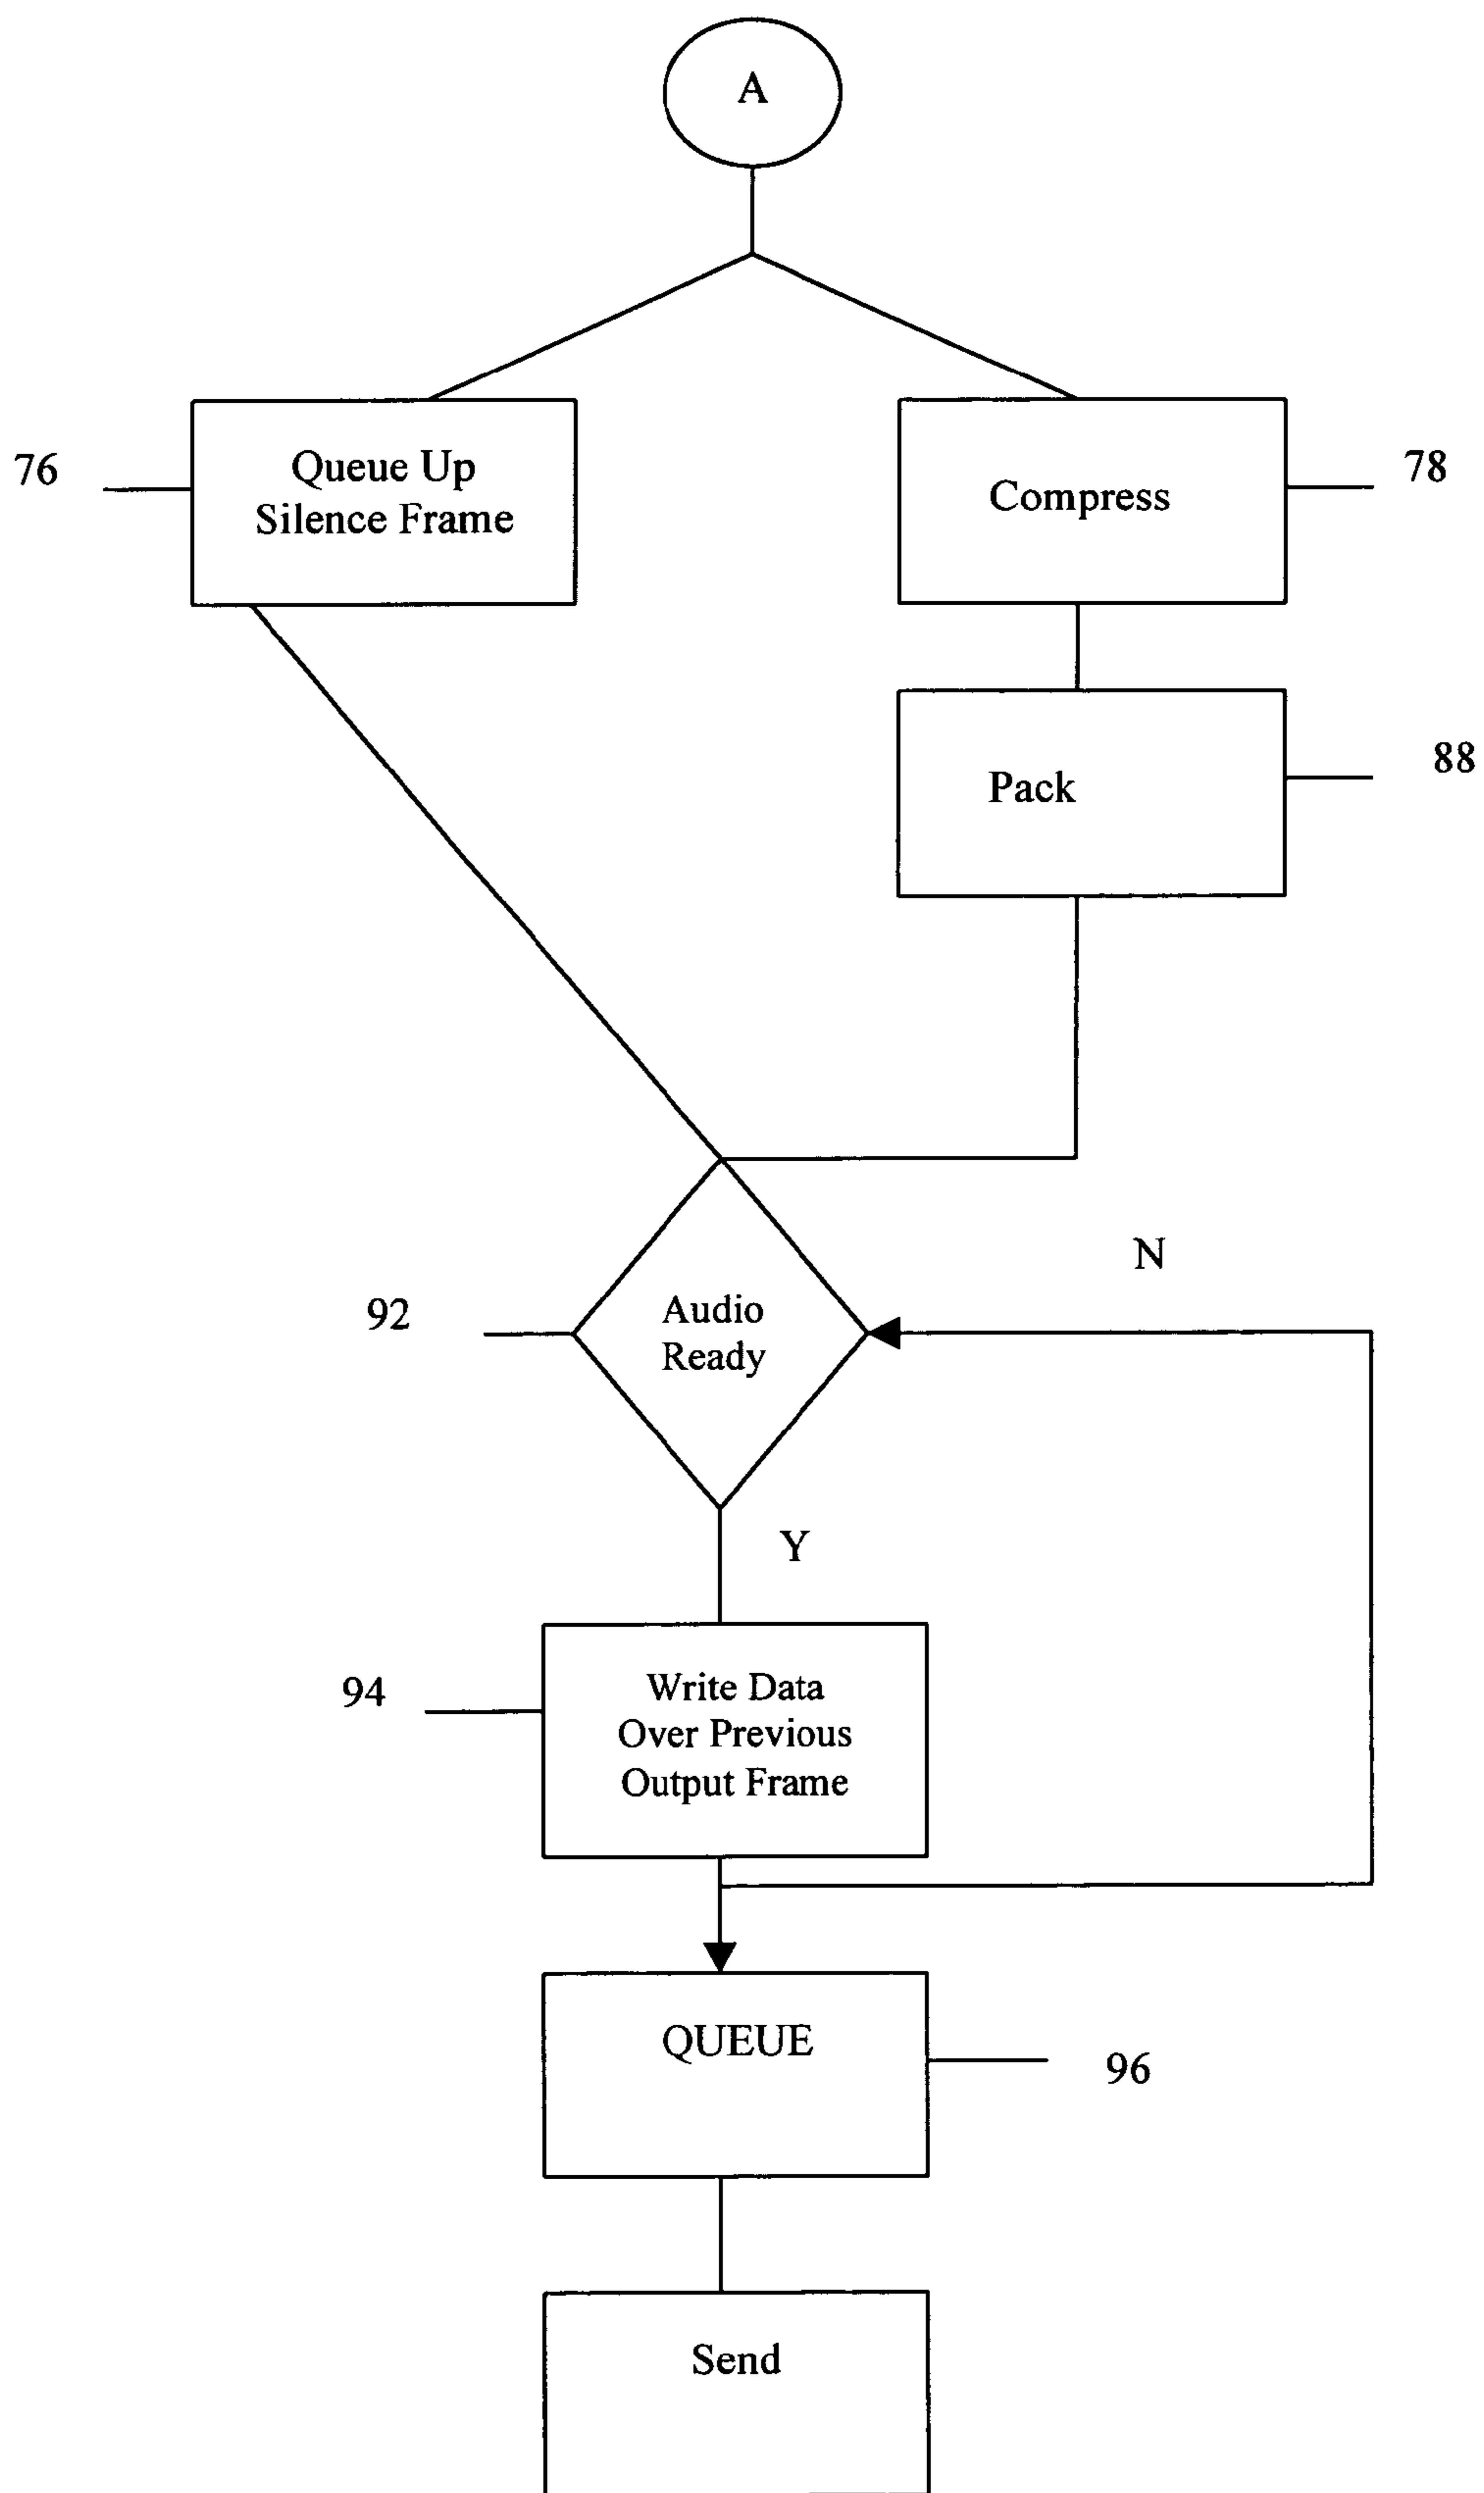 A
76
Queue Up
Silence Frame
Compress
78
Pack
88
N
92
Audio
Ready
Y
94
Write Data
Over Previous
Output Frame
QUEUE
96
Send